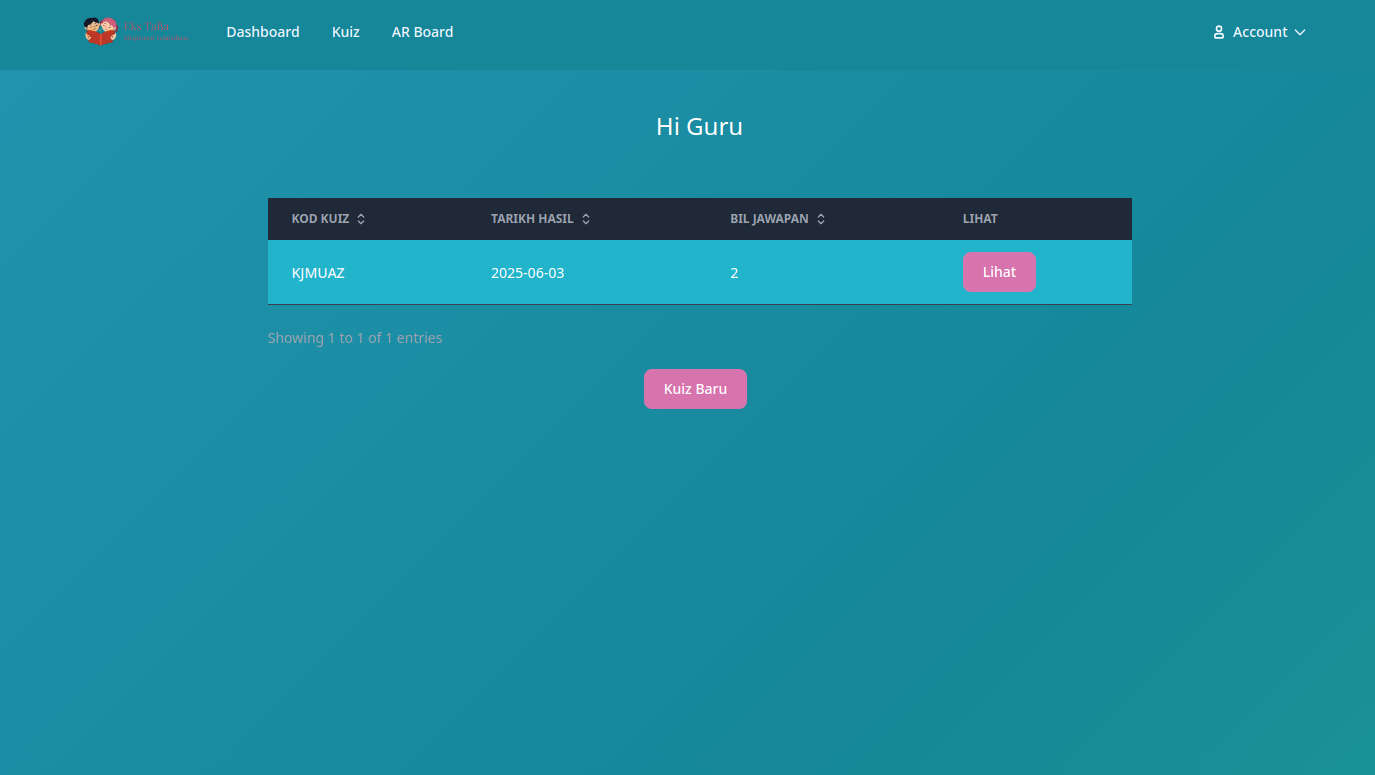 Dashboard Kuiz AR Board Account
Hi Guru
KOD KUIZ TARIKH HASIL BIL JAWAPAN LIHAT
KJMUAZ 2025-06-03 2 Lihat
Showing 1 to 1 of 1 entries
Kuiz Baru